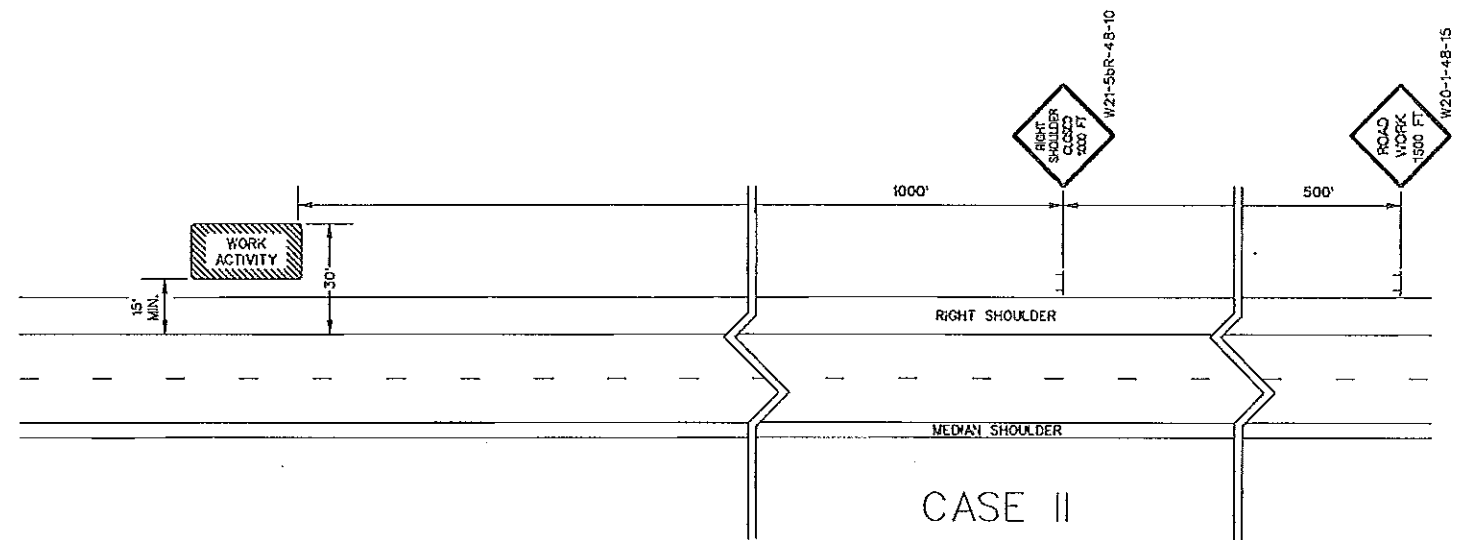 W21-5bR-48-10
W20-1-48-15
RIGHT
SHOULDER
CLOSED
1000 FT
ROAD
WORK
1500 FT
1000'
500'
WORK
ACTIVITY
30'
15'
MIN.
RIGHT SHOULDER
MEDIAN SHOULDER
CASE II